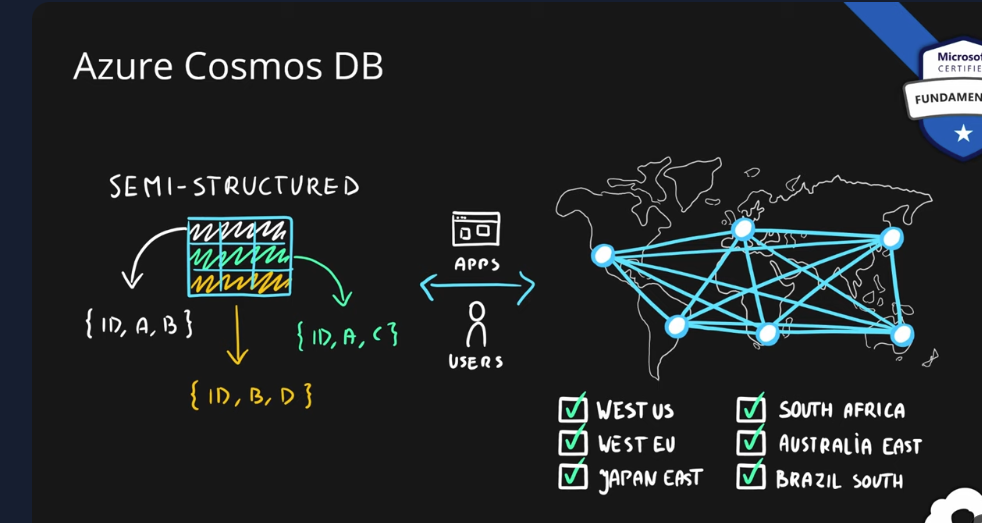 Azure Cosmos DB
Microsof
CERTIFIE
FUNDAMEN
SEMI-STRUCTURED
{ID, A, B}
{ID, A, C}
{ID, B, D}
APPS
USERS
WEST US
WEST EU
JAPAN EAST
SOUTH AFRICA
AUSTRALIA EAST
BRAZIL SOUTH